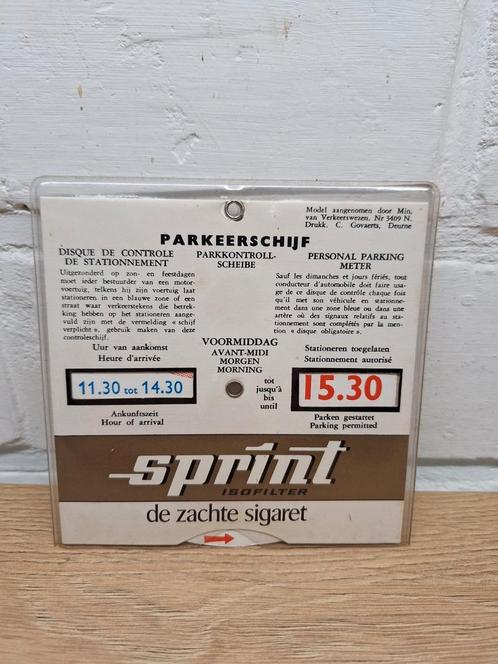 Model aangenomen door Min.
van Verkeerswezen. Nr 3409 N.
Drukk. C. Govaerts, Deurne
PARKEERSCHIJF
DISQUE DE CONTROLE
DE STATIONNEMENT
PARKKONTROLL-
SCHEIBE
PERSONAL PARKING
METER
Uitgezonderd op zon- en feestdagen
moet ieder bestuurder van een motor-
voertuig, telkens hij zijn voertuig laat
stationeren in een blauwe zone of een
straat waar de verkeerstekens die betrek-
king hebben op het stationeren aange-
vuld zijn met de vermelding « schijf
verplicht », gebruik maken van deze
controleschijf.
Sauf les dimanches et jours fériés, tout
conducteur d'automobile doit faire usa-
ge de ce disque de contrôle chaque fois
qu'il met son véhicule en stationne-
ment dans une zone bleue ou dans une
artère où des signaux relatifs au sta-
tionnement sont complétés par la men-
tion « disque obligatoire ».
Uur van aankomst
Heure d'arrivée
VOORMIDDAG
AVANT-MIDI
MORGEN
MORNING
Stationeren toegelaten
Stationnement autorisé
11.30 tot 14.30
tot
jusqu'à
bis
until
15.30
Ankunftszeit
Hour of arrival
Parken gestattet
Parking permitted
sprint
ISOFILTER
de zachte sigaret